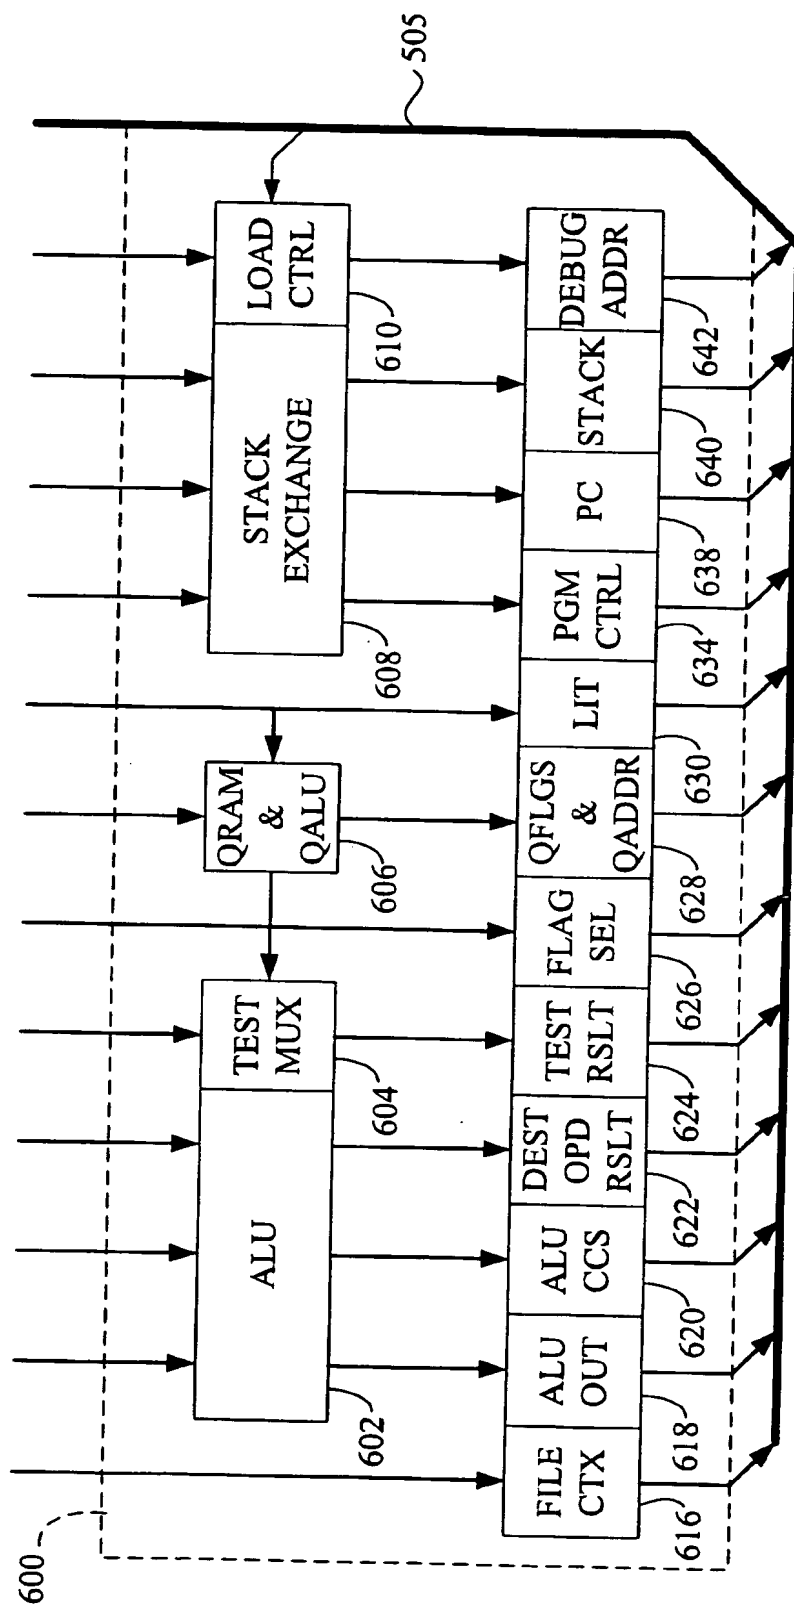 505
LOAD
CTRL
610
STACK
EXCHANGE
608
QRAM
&
QALU
606
TEST
MUX
604
ALU
602
DEBUG
ADDR
642
STACK
640
PC
638
PGM
CTRL
634
LIT
630
QFLGS
&
QADDR
628
FLAG
SEL
626
TEST
RSLT
624
DEST
OPD
RSLT
622
ALU
CCS
620
ALU
OUT
618
FILE
CTX
616
600